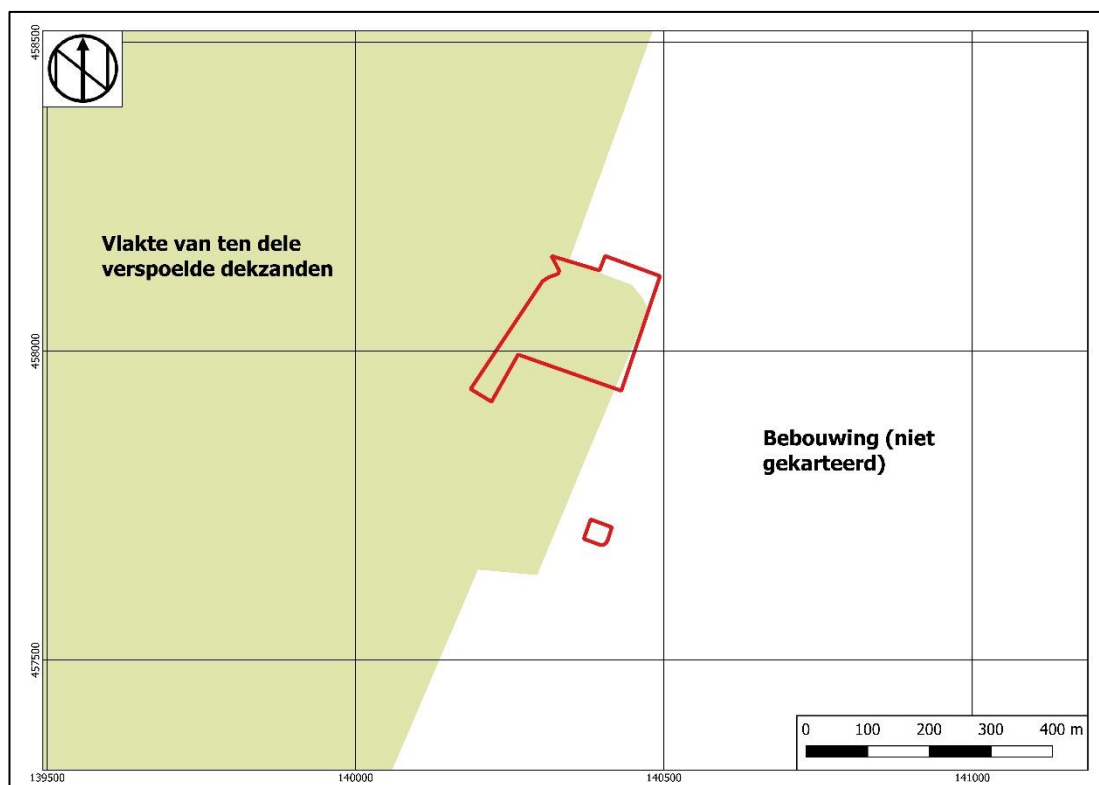 458500
Vlakte van ten dele
verspoelde dekzanden
458000
Bebouwing (niet
gekarteerd)
457500
0 100 200 300 400 m
139500 140000 140500 141000